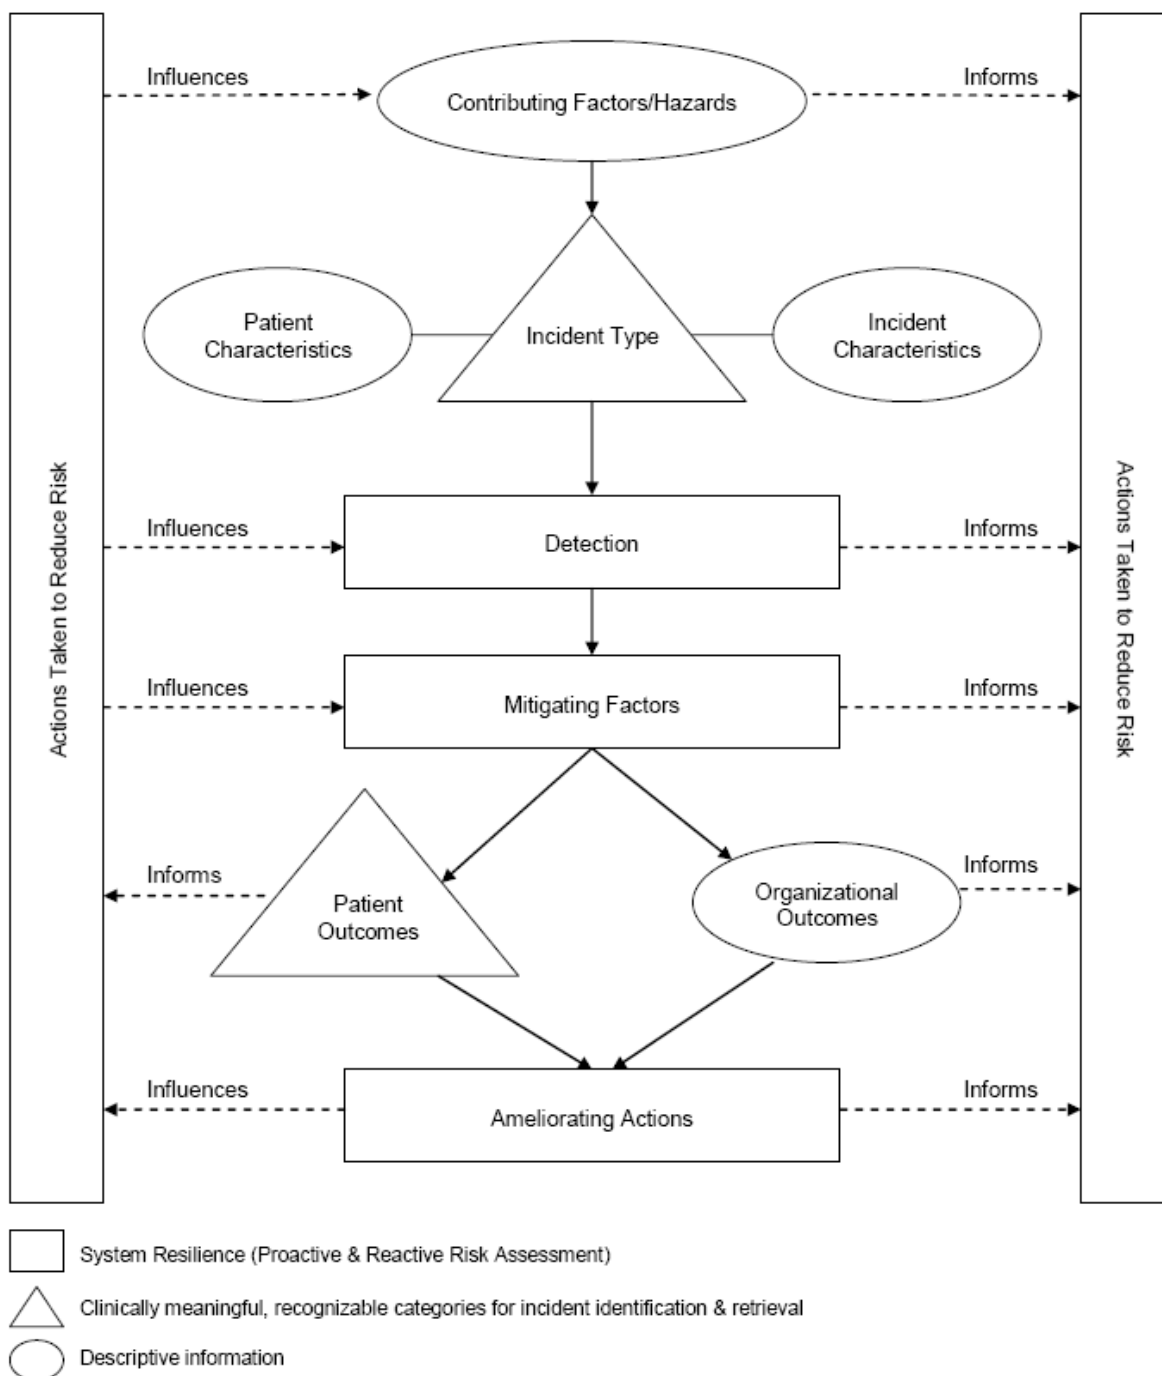 Influences
Informs
Contributing Factors/Hazards
Patient
Characteristics
Incident Type
Incident
Characteristics
Actions Taken to Reduce Risk
Actions Taken to Reduce Risk
Influences
Informs
Detection
Influences
Informs
Mitigating Factors
Informs
Informs
Patient
Outcomes
Organizational
Outcomes
Influences
Informs
Ameliorating Actions
System Resilience (Proactive & Reactive Risk Assessment)
Clinically meaningful, recognizable categories for incident identification & retrieval
Descriptive information